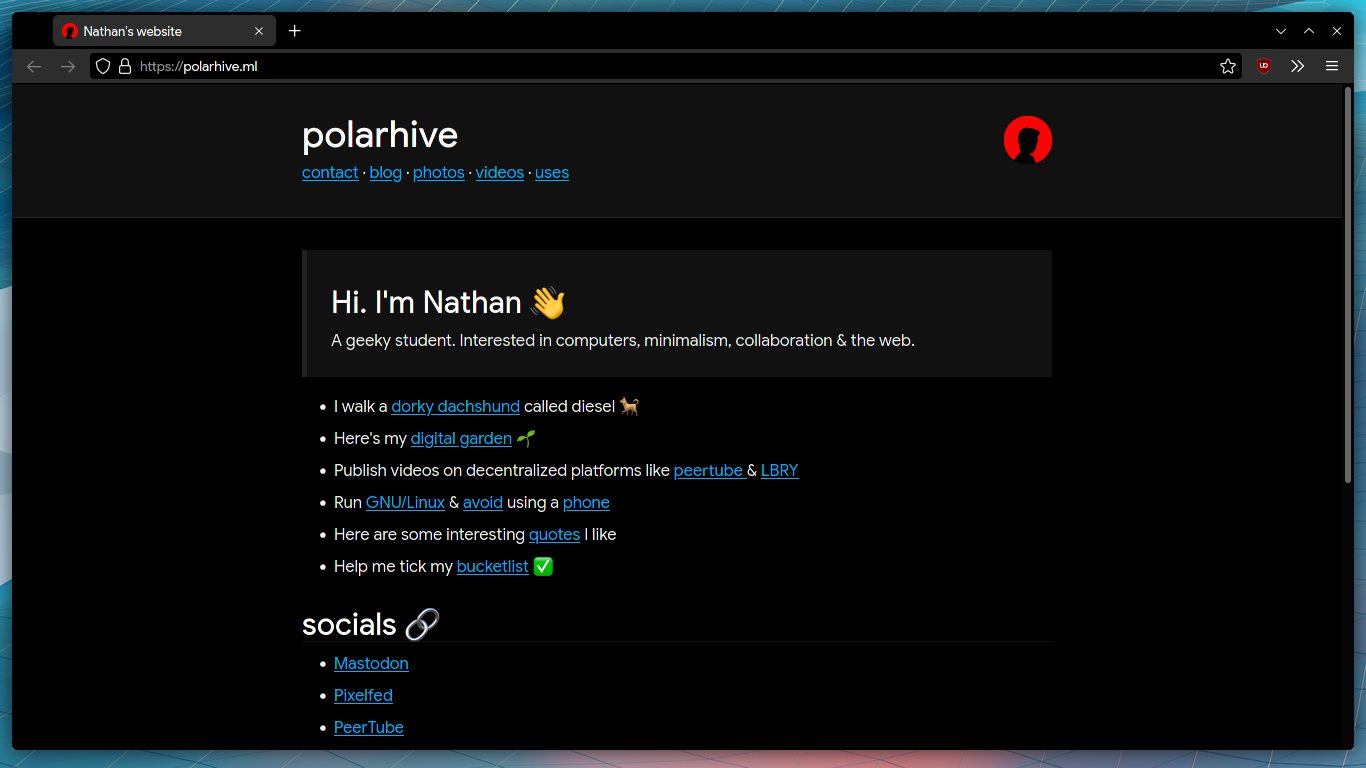 Nathan's website
https://polarhive.ml
polarhive
contact · blog · photos · videos · uses
Hi. I'm Nathan 👋
A geeky student. Interested in computers, minimalism, collaboration & the web.
• I walk a dorky dachshund called diesel 🐕
• Here's my digital garden 🌱
• Publish videos on decentralized platforms like peertube & LBRY
• Run GNU/Linux & avoid using a phone
• Here are some interesting quotes I like
• Help me tick my bucketlist ✅
socials 🔗
• Mastodon
• Pixelfed
• PeerTube